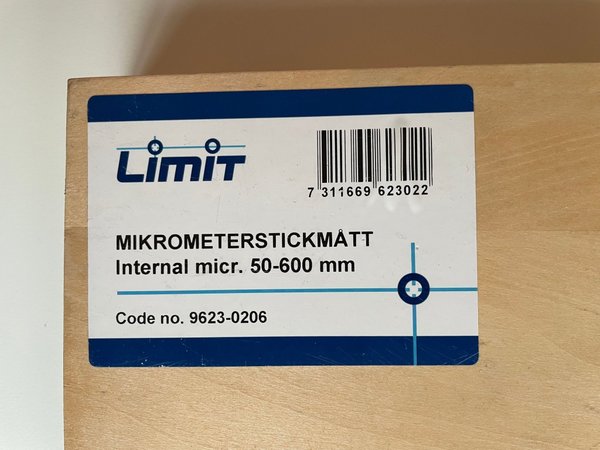 LIMIT
7 311669 623022
MIKROMETERSTICKMÅTT
Internal micr. 50-600 mm
Code no. 9623-0206